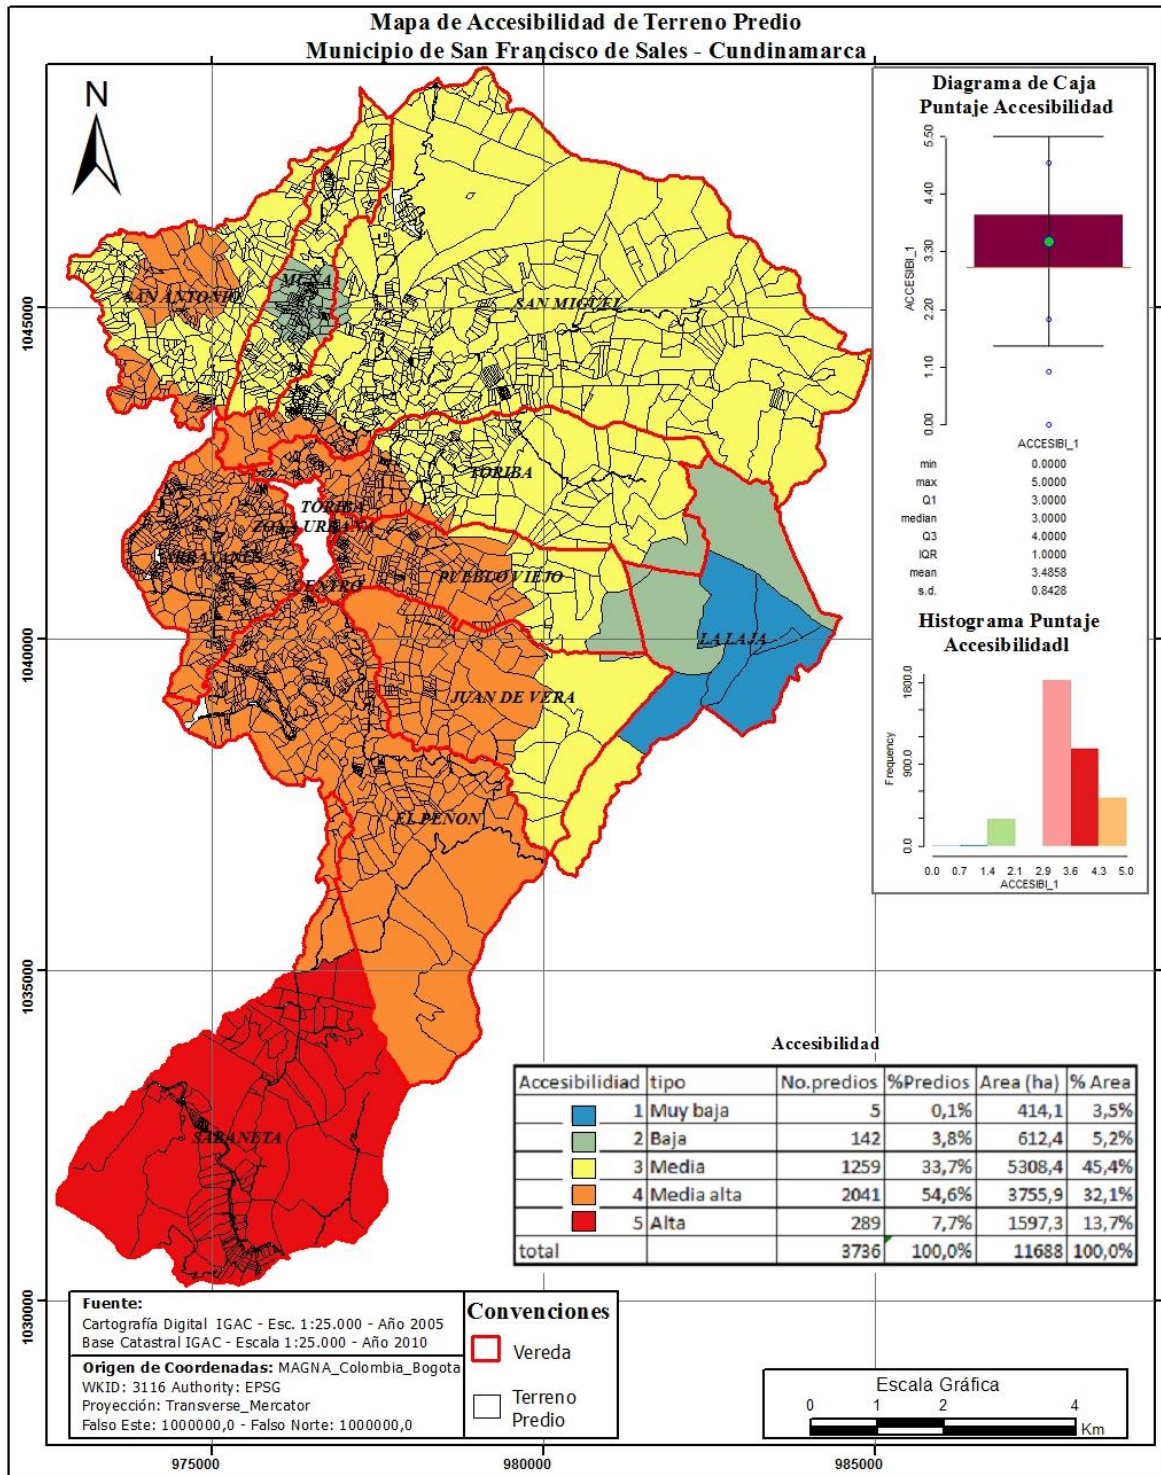 Mapa de Accesibilidad de Terreno Predio
Municipio de San Francisco de Sales - Cundinamarca
N
Diagrama de Caja
Puntaje Accesibilidad
5.50
4.40
3.30
2.20
1.10
0.00
ACCESIBI_1
ACCESIBI_1
min 0.0000
max 5.0000
Q1 3.0000
median 3.0000
Q3 4.0000
IQR 1.0000
mean 3.4858
s.d. 0.8428
Histograma Puntaje
Accesibilidadl
1800.0
900.0
0.0
Frequency
0.0 0.7 1.4 2.1 2.9 3.6 4.3 5.0
ACCESIBI_1
SAN ANTONIO
MUÑA
SAN MIGUEL
TORIBA
TORIBA
ZONA URBANA
ARRAYANES
CENTRO
PUEBLO VIEJO
LA LAJA
JUAN DE VERA
EL PEÑON
SABANETA
1045000
1040000
1035000
1030000
975000
980000
985000
Accesibilidad
Accesibilidiad tipo No.predios %Predios Area (ha) % Area
1 Muy baja 5 0,1% 414,1 3,5%
2 Baja 142 3,8% 612,4 5,2%
3 Media 1259 33,7% 5308,4 45,4%
4 Media alta 2041 54,6% 3755,9 32,1%
5 Alta 289 7,7% 1597,3 13,7%
total 3736 100,0% 11688 100,0%
Fuente:
Cartografía Digital IGAC - Esc. 1:25.000 - Año 2005
Base Catastral IGAC - Escala 1:25.000 - Año 2010
Origen de Coordenadas: MAGNA_Colombia_Bogota
WKID: 3116 Authority: EPSG
Proyección: Transverse_Mercator
Falso Este: 1000000,0 - Falso Norte: 1000000,0
Convenciones
Vereda
Terreno
Predio
Escala Gráfica
0 1 2 4
Km